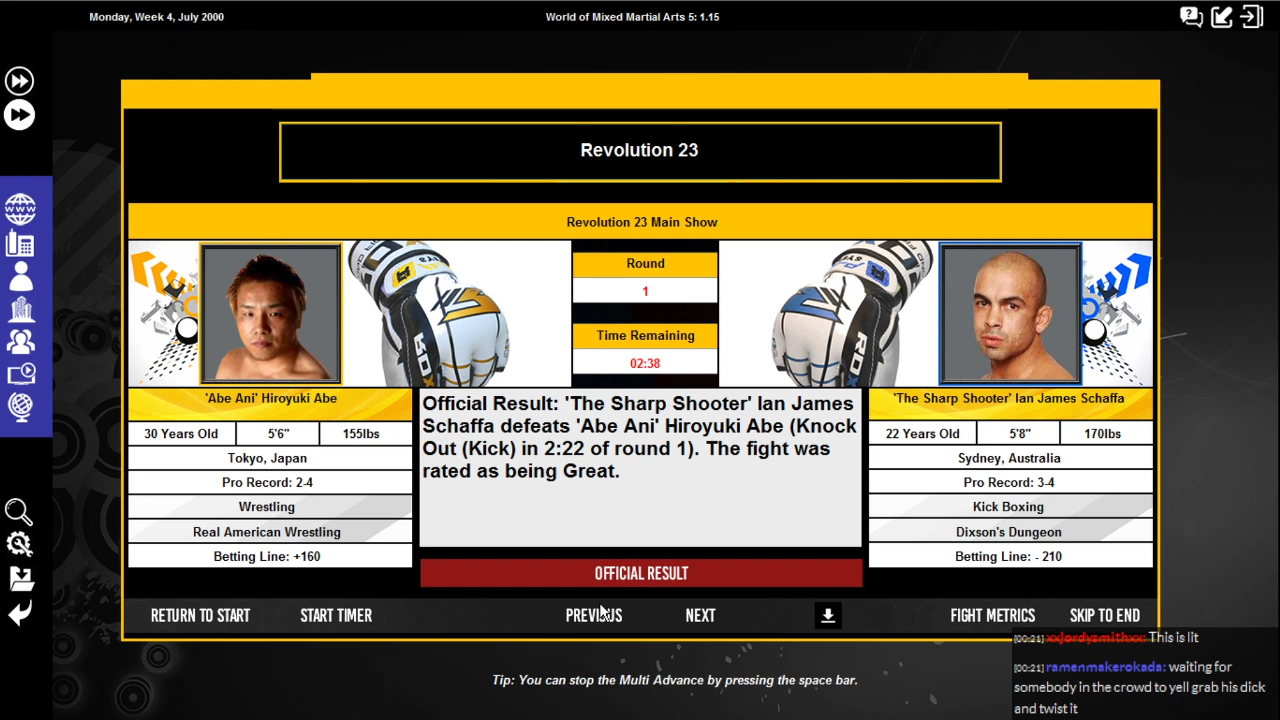 Monday, Week 4, July 2000
World of Mixed Martial Arts 5: 1.15
Revolution 23
Revolution 23 Main Show
Round
1
Time Remaining
02:38
'Abe Ani' Hiroyuki Abe
30 Years Old
5'6"
155lbs
Tokyo, Japan
Pro Record: 2-4
Wrestling
Real American Wrestling
Betting Line: +160
Official Result: 'The Sharp Shooter' Ian James
Schaffa defeats 'Abe Ani' Hiroyuki Abe (Knock
Out (Kick) in 2:22 of round 1). The fight was
rated as being Great.
OFFICIAL RESULT
'The Sharp Shooter' Ian James Schaffa
22 Years Old
5'8"
170lbs
Sydney, Australia
Pro Record: 3-4
Kick Boxing
Dixson's Dungeon
Betting Line: - 210
RETURN TO START
START TIMER
PREVIOUS
NEXT
FIGHT METRICS
SKIP TO END
Tip: You can stop the Multi Advance by pressing the space bar.
[00:21] xxjordysmithxx: This is lit
[00:21] ramenmakerokada: waiting for
somebody in the crowd to yell grab his dick
and twist it
WWW
RDX
RDX